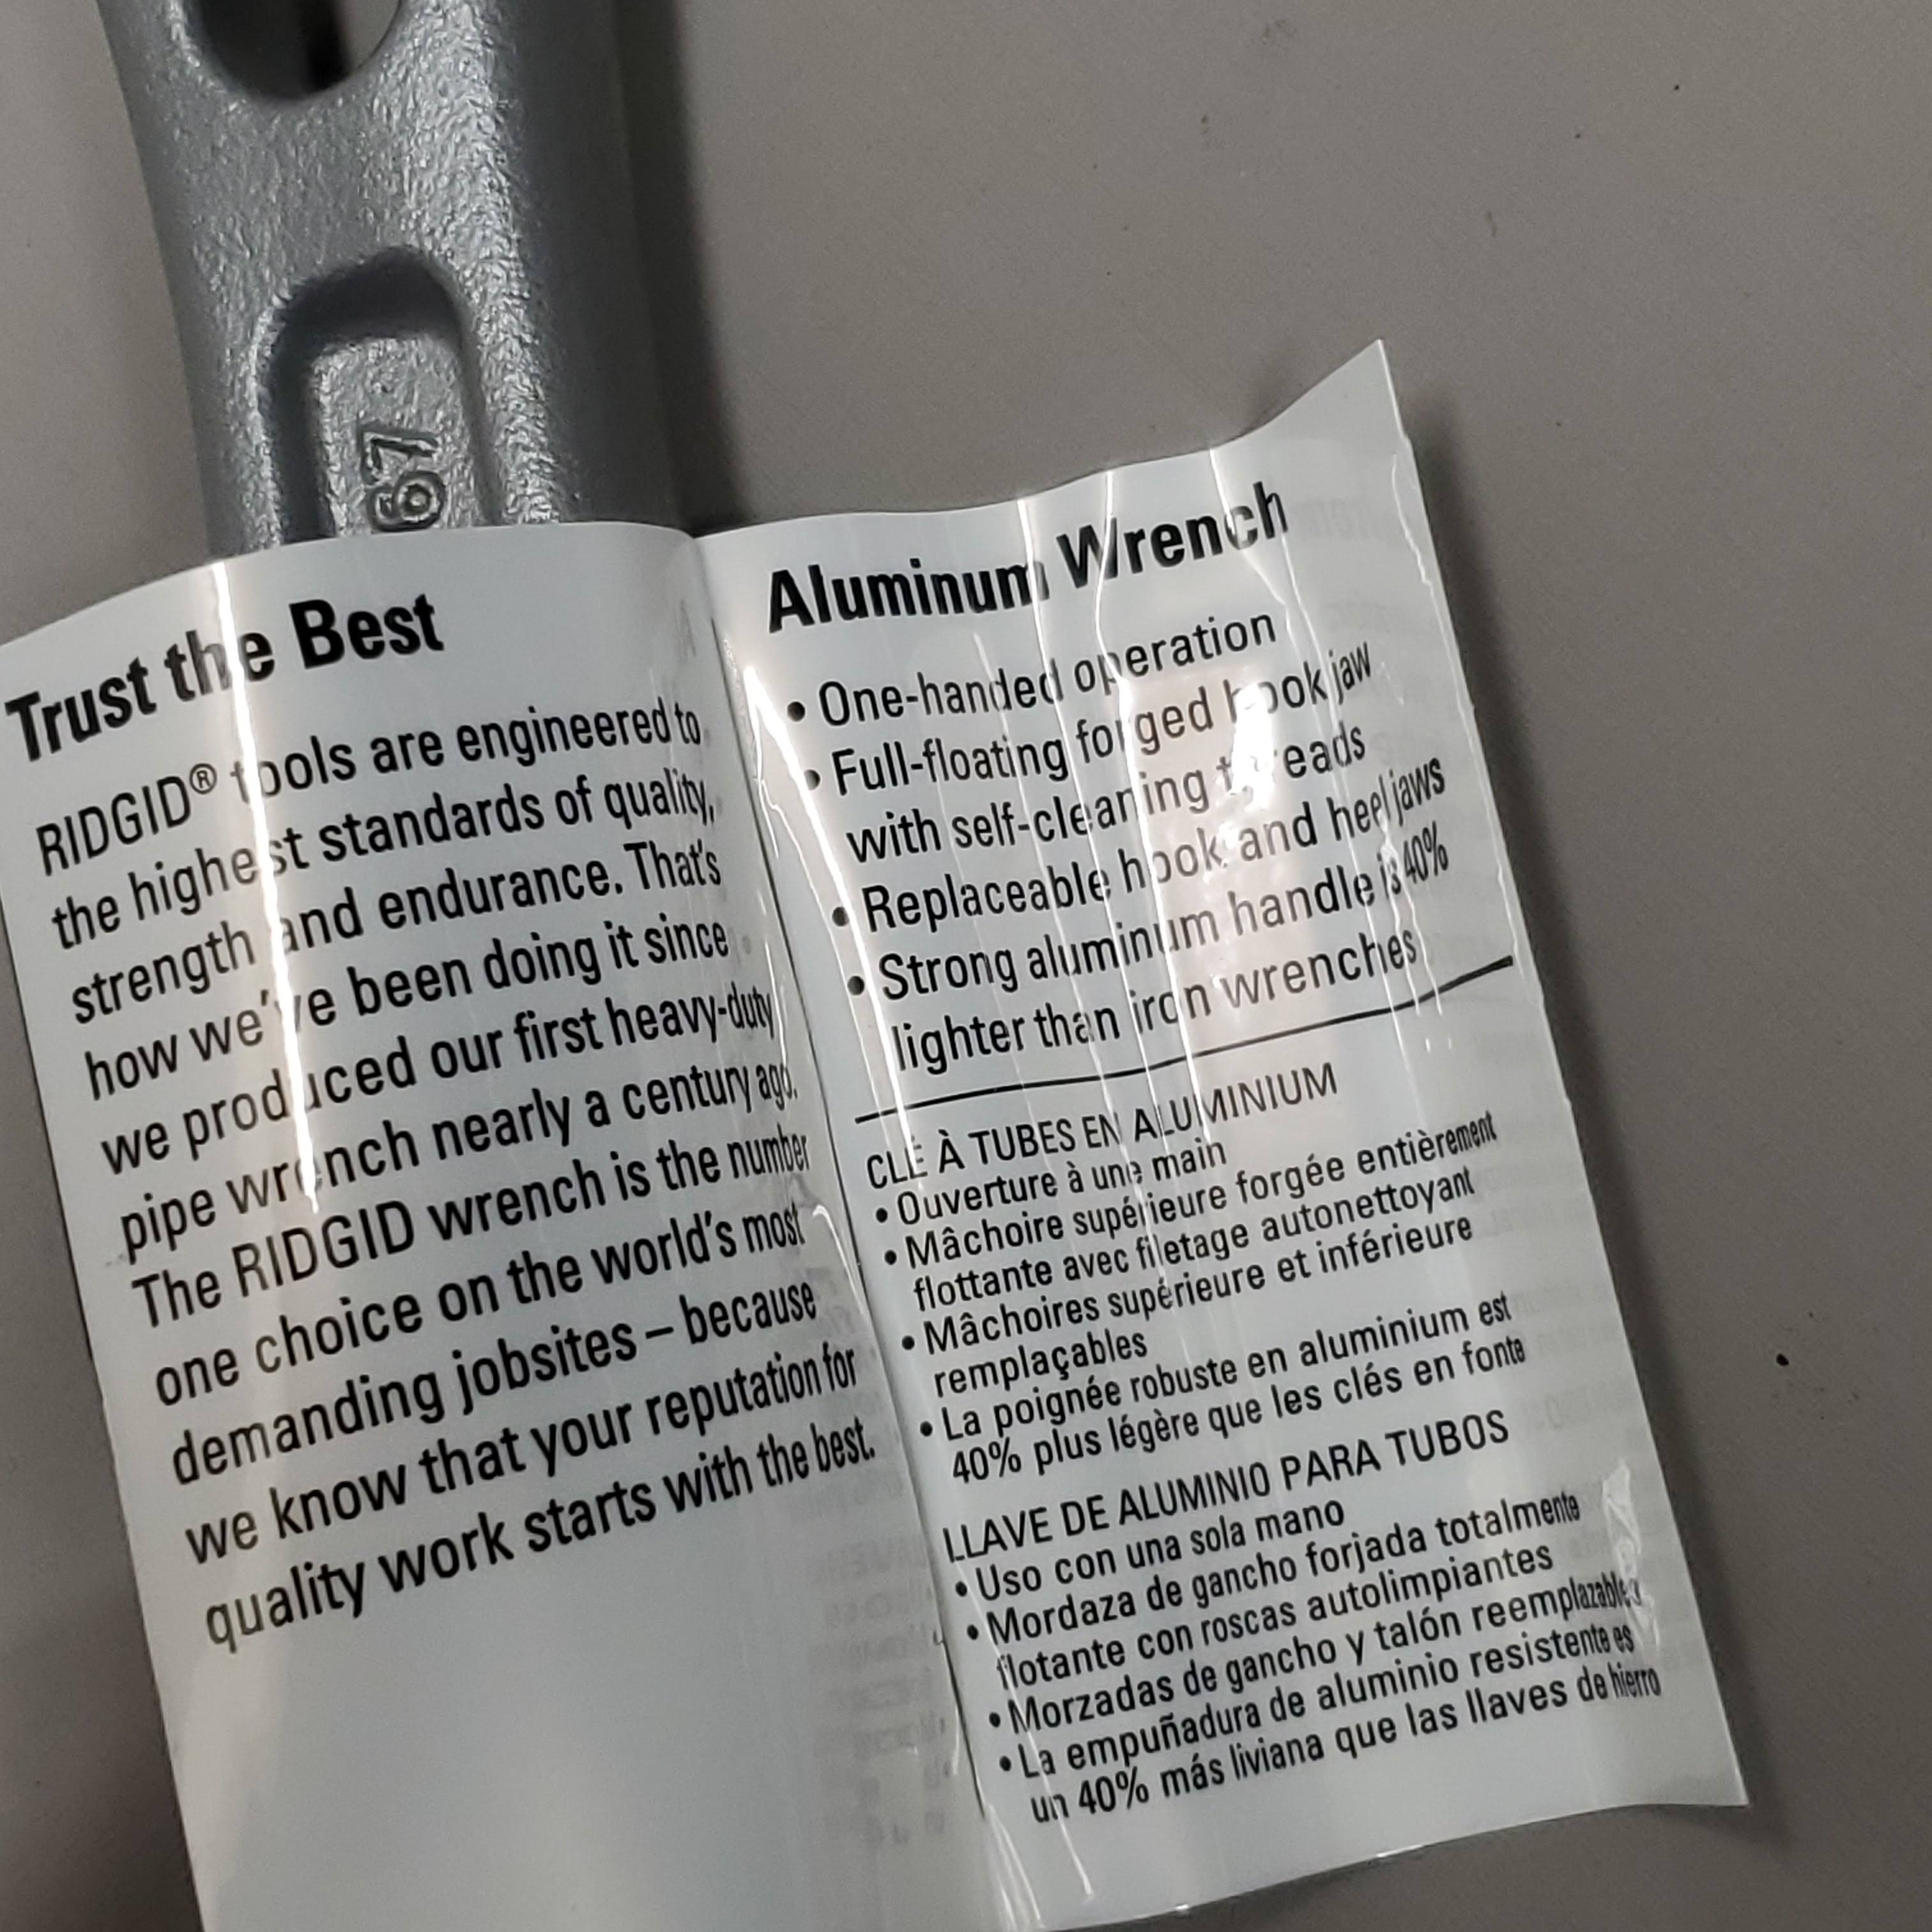 67
Trust the Best
RIDGID® tools are engineered to
the highest standards of quality,
strength and endurance. That's
how we've been doing it since
we produced our first heavy-duty
pipe wrench nearly a century ago.
The RIDGID wrench is the number
one choice on the world's most
demanding jobsites – because
we know that your reputation for
quality work starts with the best.
Aluminum Wrench
• One-handed operation
• Full-floating forged hook jaw
with self-cleaning threads
• Replaceable hook and heel jaws
• Strong aluminum handle is 40%
lighter than iron wrenches
CLÉ À TUBES EN ALUMINIUM
• Ouverture à une main
• Mâchoire supérieure forgée entièrement
flottante avec filetage autonettoyant
• Mâchoires supérieure et inférieure
remplaçables
• La poignée robuste en aluminium est
40% plus légère que les clés en fonte
LLAVE DE ALUMINIO PARA TUBOS
• Uso con una sola mano
• Mordaza de gancho forjada totalmente
flotante con roscas autolimpiantes
• Morzadas de gancho y talón reemplazables
• La empuñadura de aluminio resistente es
un 40% más liviana que las llaves de hierro